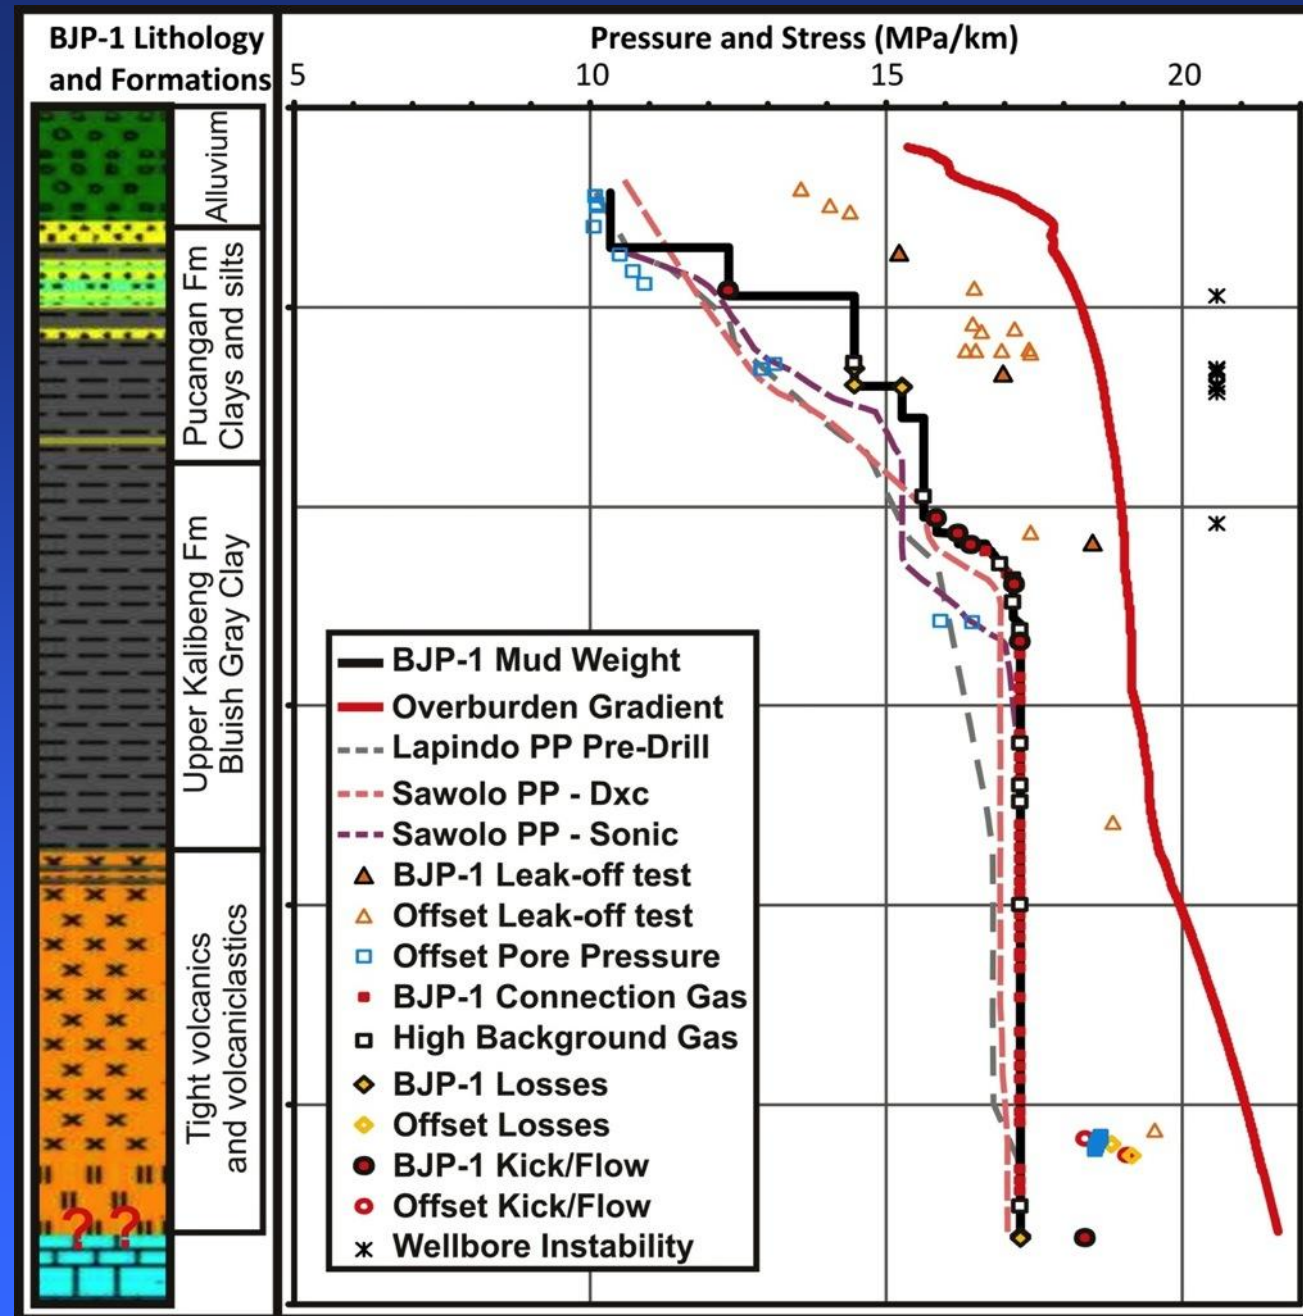 BJP-1 Lithology
and Formations
Pressure and Stress (MPa/km)
5 10 15 20
Alluvium
Pucangan Fm
Clays and silts
Upper Kalibeng Fm
Bluish Gray Clay
Tight volcanics
and volcaniclastics
? ?
BJP-1 Mud Weight
Overburden Gradient
Lapindo PP Pre-Drill
Sawolo PP - Dxc
Sawolo PP - Sonic
BJP-1 Leak-off test
Offset Leak-off test
Offset Pore Pressure
BJP-1 Connection Gas
High Background Gas
BJP-1 Losses
Offset Losses
BJP-1 Kick/Flow
Offset Kick/Flow
Wellbore Instability